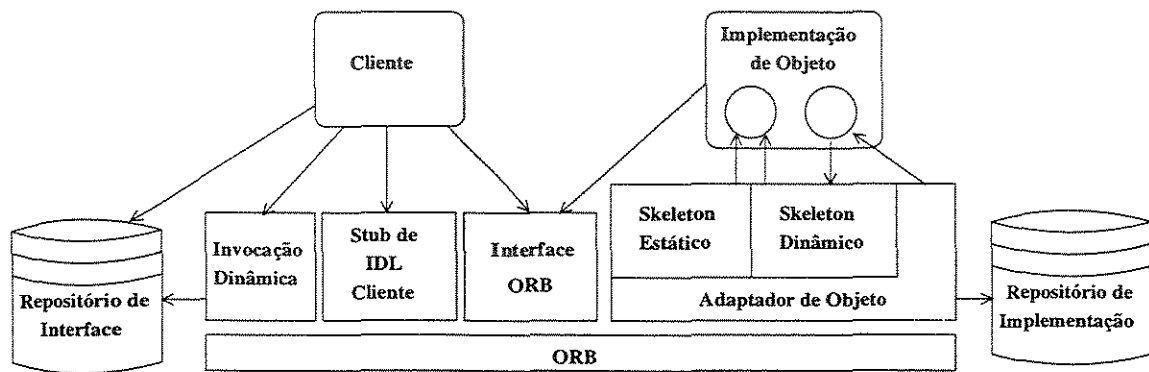 Cliente
Implementação
de Objeto
Invocação
Dinâmica
Stub de
IDL
Cliente
Interface
ORB
Skeleton
Estático
Skeleton
Dinâmico
Adaptador de Objeto
Repositório de
Interface
Repositório de
Implementação
ORB